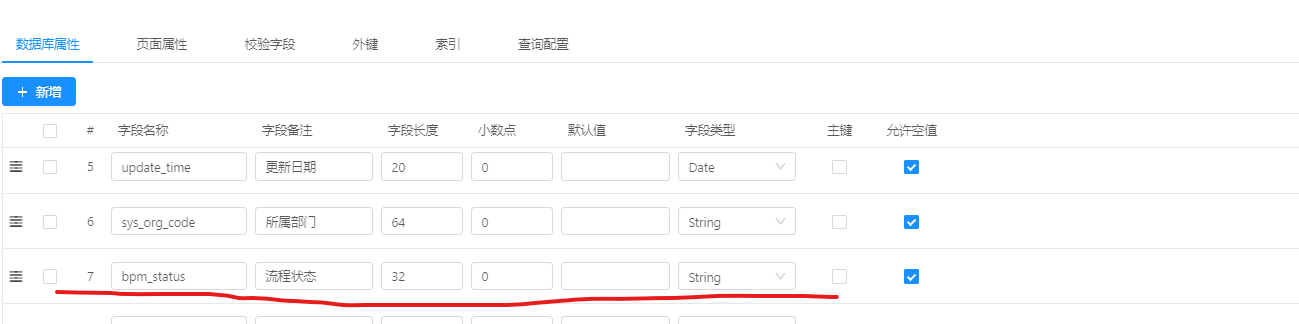 数据库属性 页面属性 校验字段 外键 索引 查询配置
+ 新增
# 字段名称 字段备注 字段长度 小数点 默认值 字段类型 主键 允许空值
5 update_time 更新日期 20 0 Date
6 sys_org_code 所属部门 64 0 String
7 bpm_status 流程状态 32 0 String